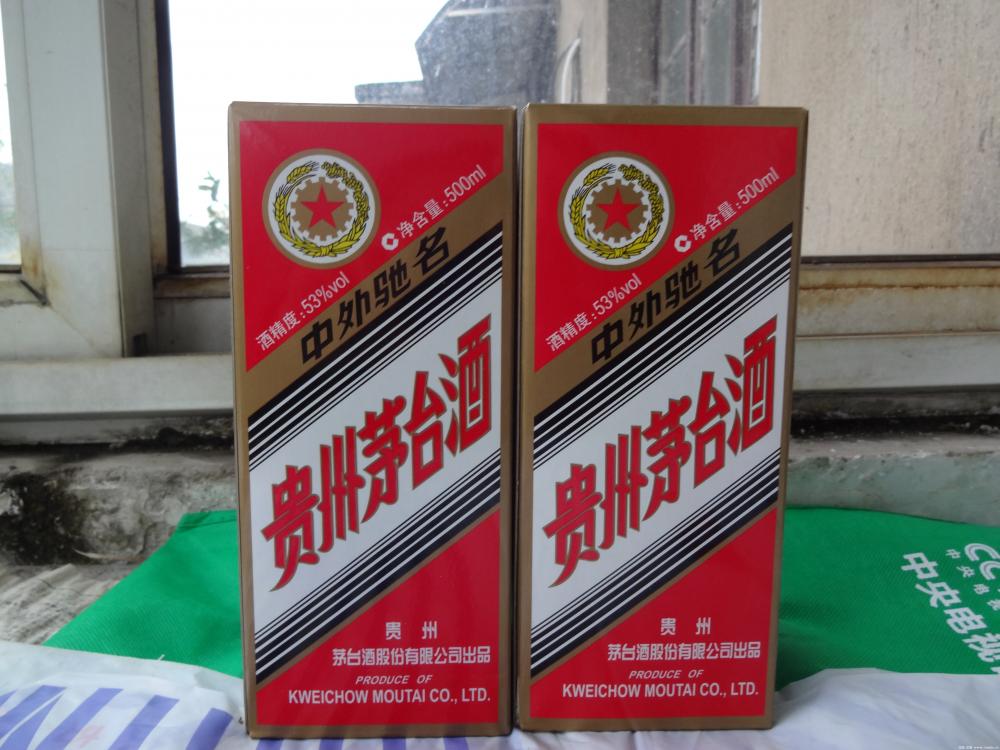 净含量:500ml
酒精度:53%vol
中外驰名
贵州茅台酒
贵州
茅台酒股份有限公司出品
PRODUCE OF
KWEICHOW MOUTAI CO., LTD.
净含量:500ml
酒精度:53%vol
中外驰名
贵州茅台酒
贵州
茅台酒股份有限公司出品
PRODUCE OF
KWEICHOW MOUTAI CO., LTD.
中央电视